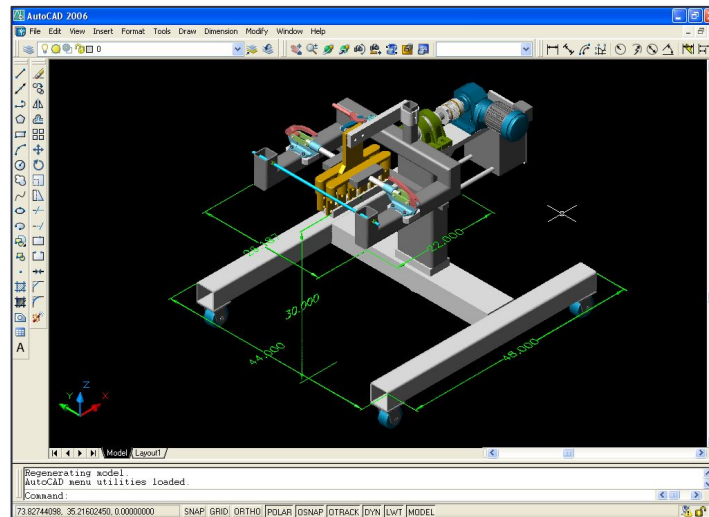 AutoCAD 2006
File Edit View Insert Format Tools Draw Dimension Modify Window Help
0
22.000
30.000
44.000
48.000
Z
Y
X
A
Model Layout1
Regenerating model.
AutoCAD menu utilities loaded.
Command:
73.82744098, 35.21602450, 0.00000000 SNAP GRID ORTHO POLAR OSNAP OTRACK DYN LWT MODEL